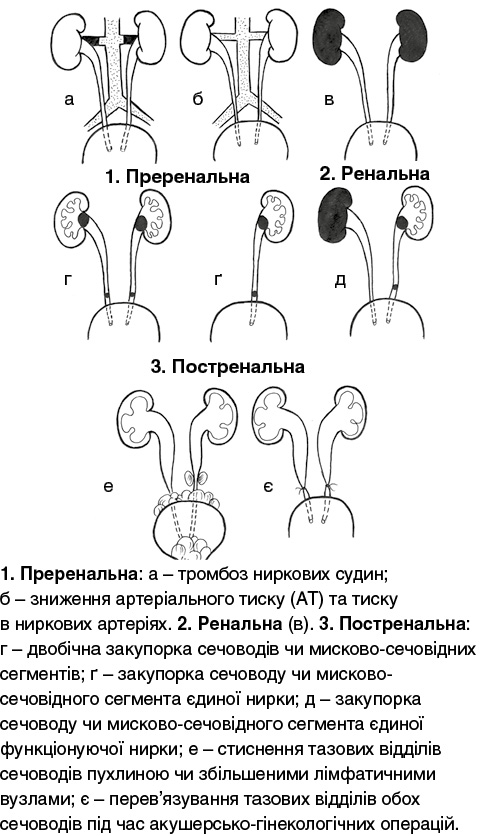 а
б
в
1. Преренальна
2. Ренальна
г
ґ
д
3. Постренальна
е
є
1. Преренальна: а – тромбоз ниркових судин;
б – зниження артеріального тиску (АТ) та тиску
в ниркових артеріях. 2. Ренальна (в). 3. Постренальна:
г – двобічна закупорка сечоводів чи мисково-сечовідних
сегментів; ґ – закупорка сечоводу чи мисково-
сечовідного сегмента єдиної нирки; д – закупорка
сечоводу чи мисково-сечовідного сегмента єдиної
функціонуючої нирки; е – стиснення тазових відділів
сечоводів пухлиною чи збільшеними лімфатичними
вузлами; є – перев’язування тазових відділів обох
сечоводів під час акушерсько-гінекологічних операцій.